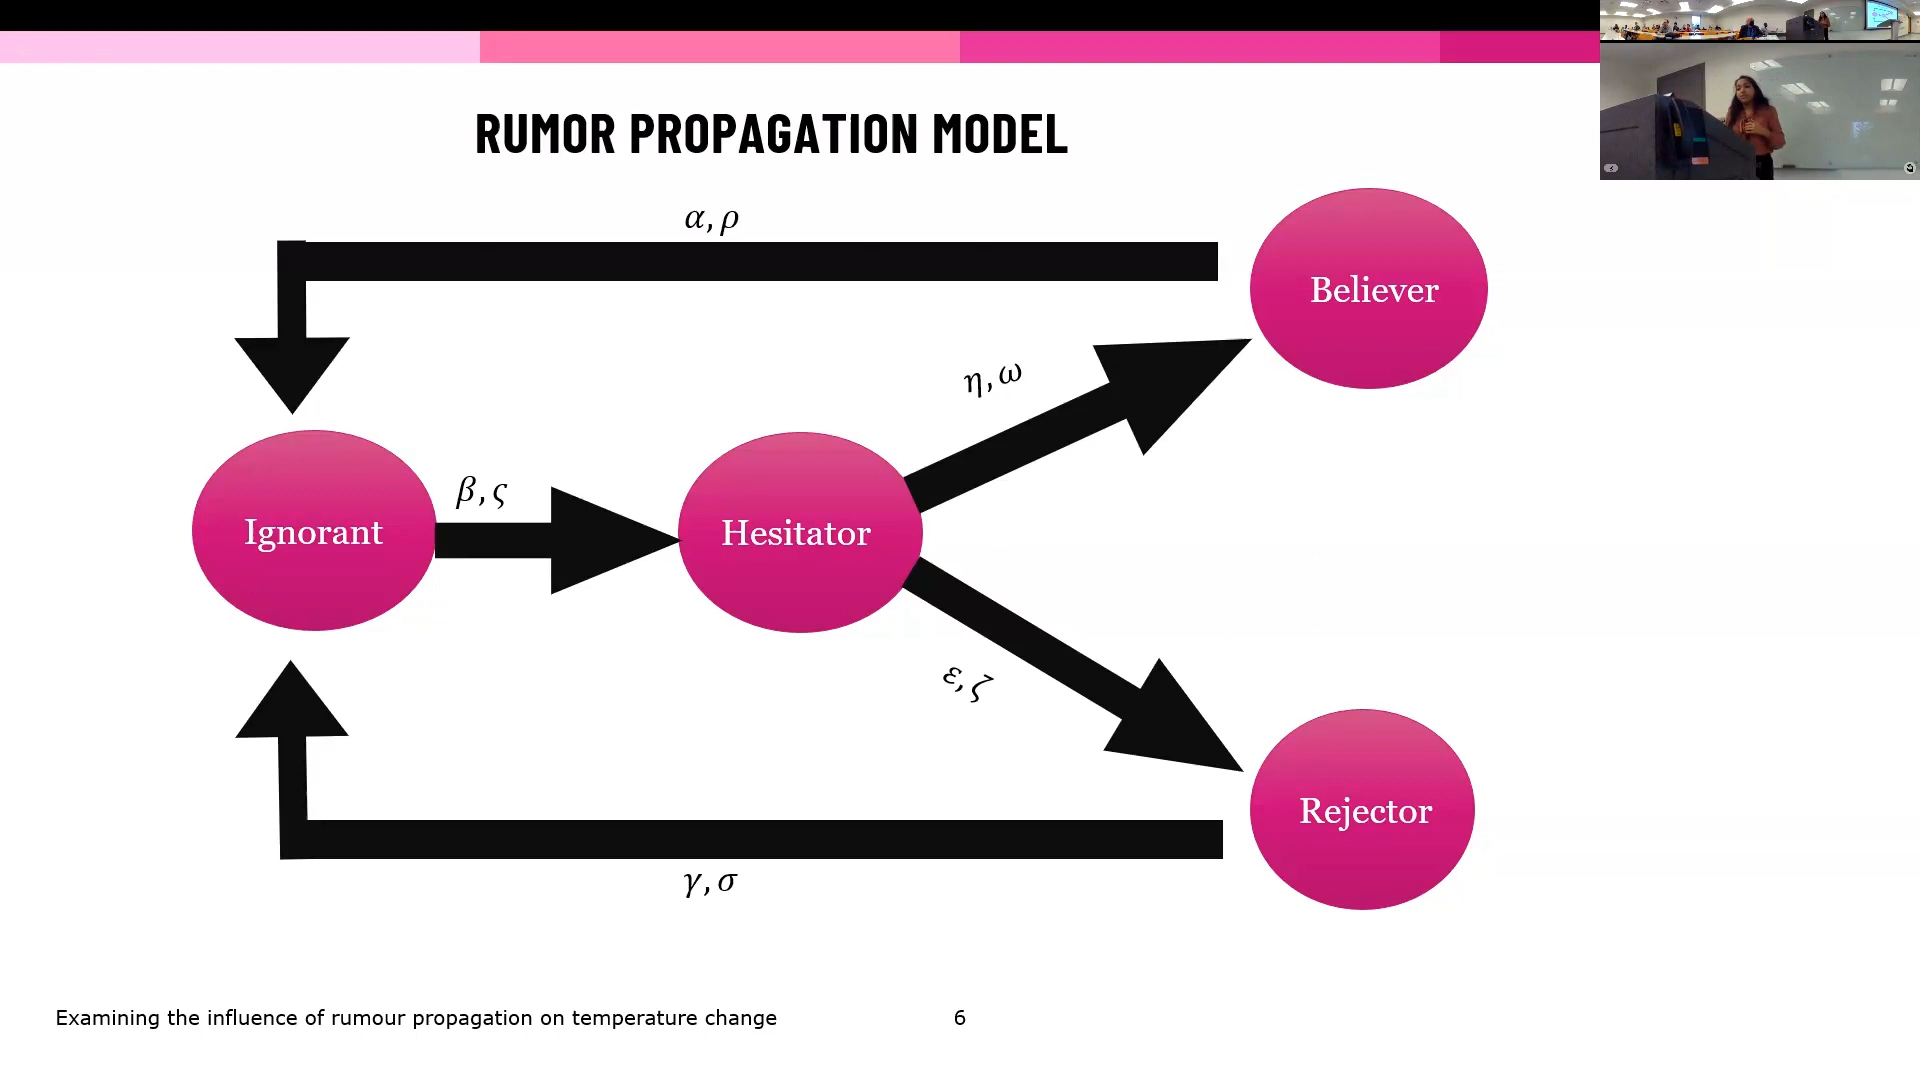 RUMOR PROPAGATION MODEL
α, ρ
Believer
η, ω
β, ς
Ignorant
Hesitator
ε, ζ
Rejector
γ, σ
Examining the influence of rumour propagation on temperature change
6